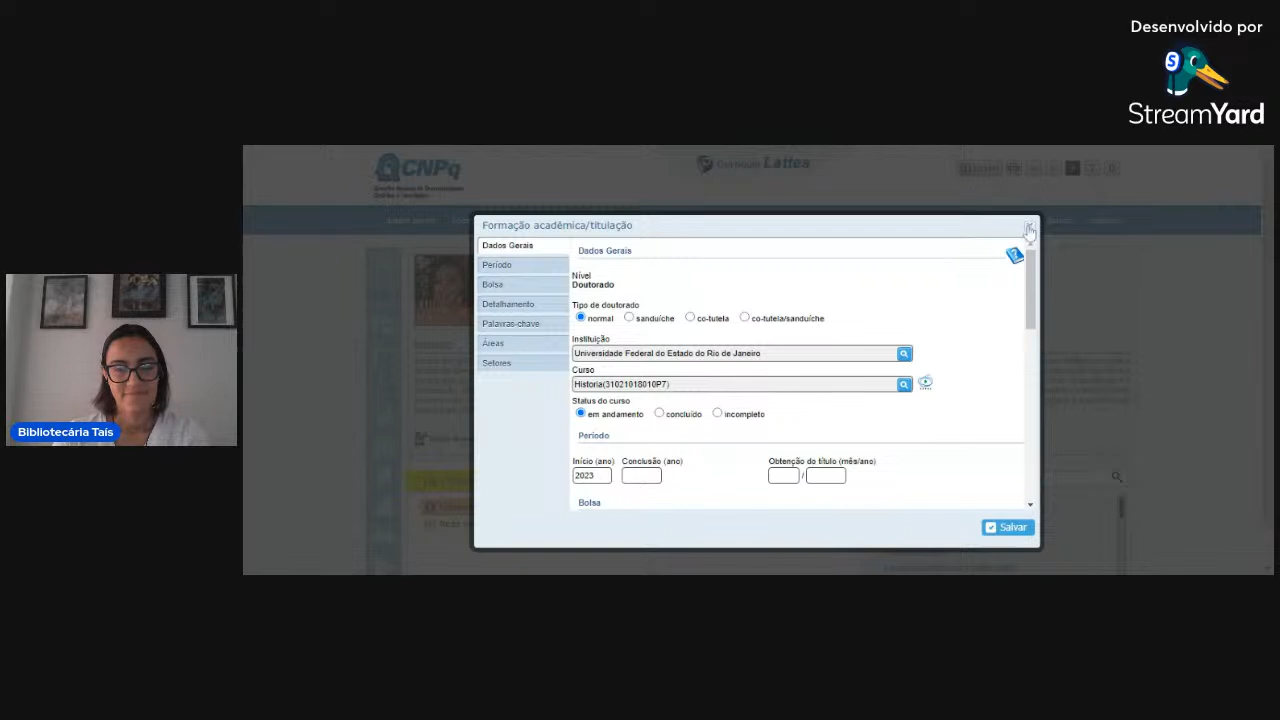 Desenvolvido por
StreamYard
CNPq
Currículo Lattes
Formação acadêmica/titulação
Dados Gerais
Período
Bolsa
Detalhamento
Palavras-chave
Áreas
Setores
Dados Gerais
Nível
Doutorado
Tipo de doutorado
normal sanduíche co-tutela co-tutela/sanduíche
Instituição
Universidade Federal do Estado do Rio de Janeiro
Curso
Historia(31021018010P7)
Status do curso
em andamento concluído incompleto
Período
Início (ano) Conclusão (ano) Obtenção do título (mês/ano)
2023 /
Bolsa
Salvar
Bibliotecária Taís